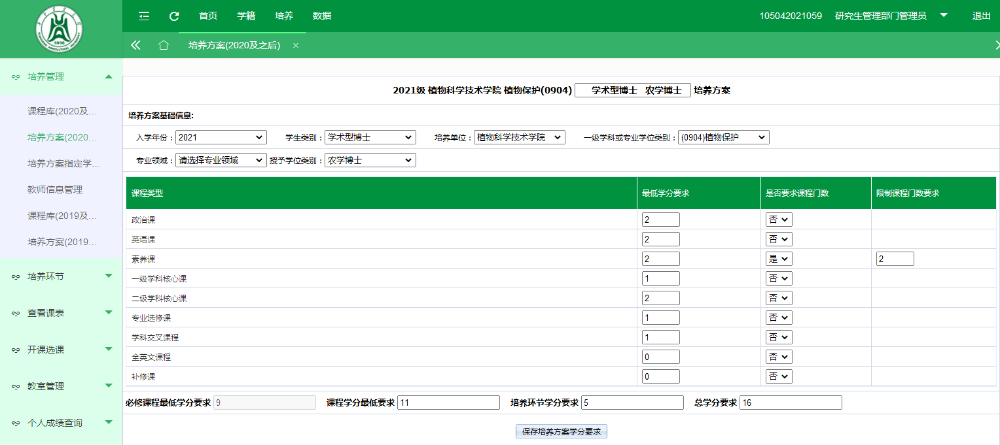 首页 学籍 培养 数据 105042021059 研究生管理部门管理员 退出
1898
培养方案(2020及之后) ×
培养管理
课程库(2020及...
培养方案(2020...
培养方案指定学...
教师信息管理
课程库(2019及...
培养方案(2019...
培养环节
查看课表
开课选课
教室管理
个人成绩查询
2021级 植物科学技术学院 植物保护(0904) 学术型博士 农学博士 培养方案
培养方案基础信息:
入学年份 : 2021 学生类别 : 学术型博士 培养单位 : 植物科学技术学院 一级学科或专业学位类别 : (0904)植物保护
专业领域 : 请选择专业领域 授予学位类别 : 农学博士
课程类型 最低学分要求 是否要求课程门数 限制课程门数要求
政治课 2 否
英语课 2 否
素养课 2 是 2
一级学科核心课 1 否
二级学科核心课 2 否
专业选修课 1 否
学科交叉课程 1 否
全英文课程 0 否
补修课 0 否
必修课程最低学分要求 9 课程学分最低要求 11 培养环节学分要求 5 总学分要求 16
保存培养方案学分要求